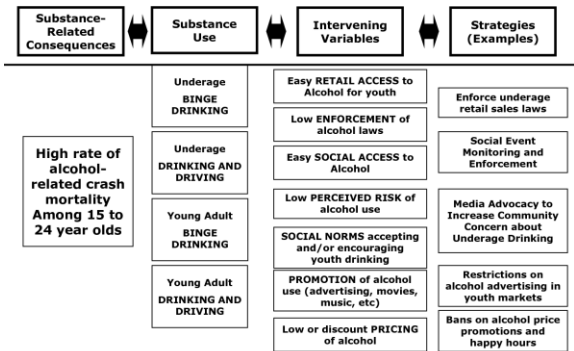 Substance-
Related
Consequences
Substance
Use
Intervening
Variables
Strategies
(Examples)
High rate of
alcohol-
related crash
mortality
Among 15 to
24 year olds
Underage
BINGE
DRINKING
Underage
DRINKING AND
DRIVING
Young Adult
BINGE
DRINKING
Young Adult
DRINKING AND
DRIVING
Easy RETAIL ACCESS to
Alcohol for youth
Low ENFORCEMENT of
alcohol laws
Easy SOCIAL ACCESS to
Alcohol
Low PERCEIVED RISK of
alcohol use
SOCIAL NORMS accepting
and/or encouraging
youth drinking
PROMOTION of alcohol
use (advertising, movies,
music, etc)
Low or discount PRICING
of alcohol
Enforce underage
retail sales laws
Social Event
Monitoring and
Enforcement
Media Advocacy to
Increase Community
Concern about
Underage Drinking
Restrictions on
alcohol advertising in
youth markets
Bans on alcohol price
promotions and
happy hours